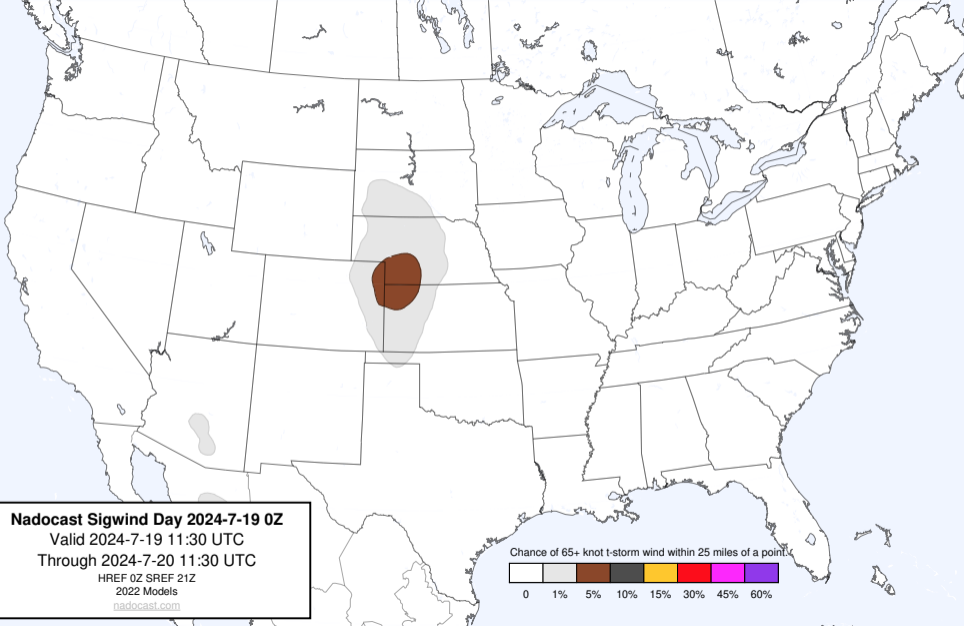 Nadocast Sigwind Day 2024-7-19 0Z
Valid 2024-7-19 11:30 UTC
Through 2024-7-20 11:30 UTC
HREF 0Z SREF 21Z
2022 Models
nadocast.com
Chance of 65+ knot t-storm wind within 25 miles of a point.
0 1% 5% 10% 15% 30% 45% 60%